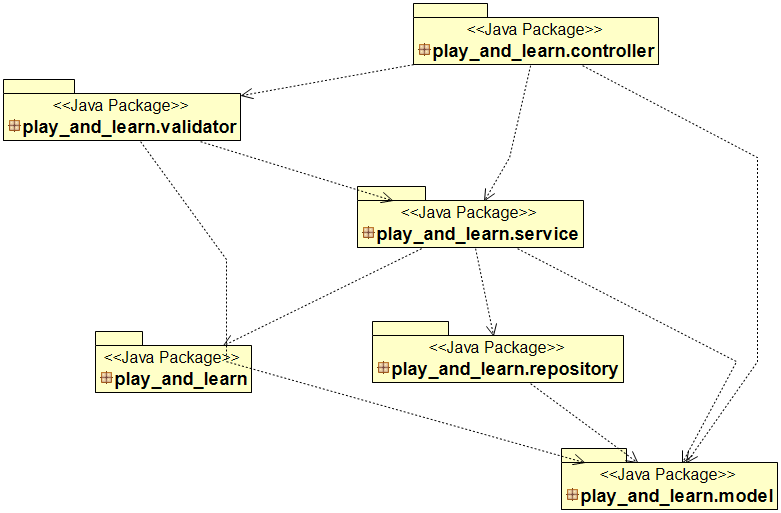 <<Java Package>>
play_and_learn.controller
<<Java Package>>
play_and_learn.validator
<<Java Package>>
play_and_learn.service
<<Java Package>>
play_and_learn
<<Java Package>>
play_and_learn.repository
<<Java Package>>
play_and_learn.model